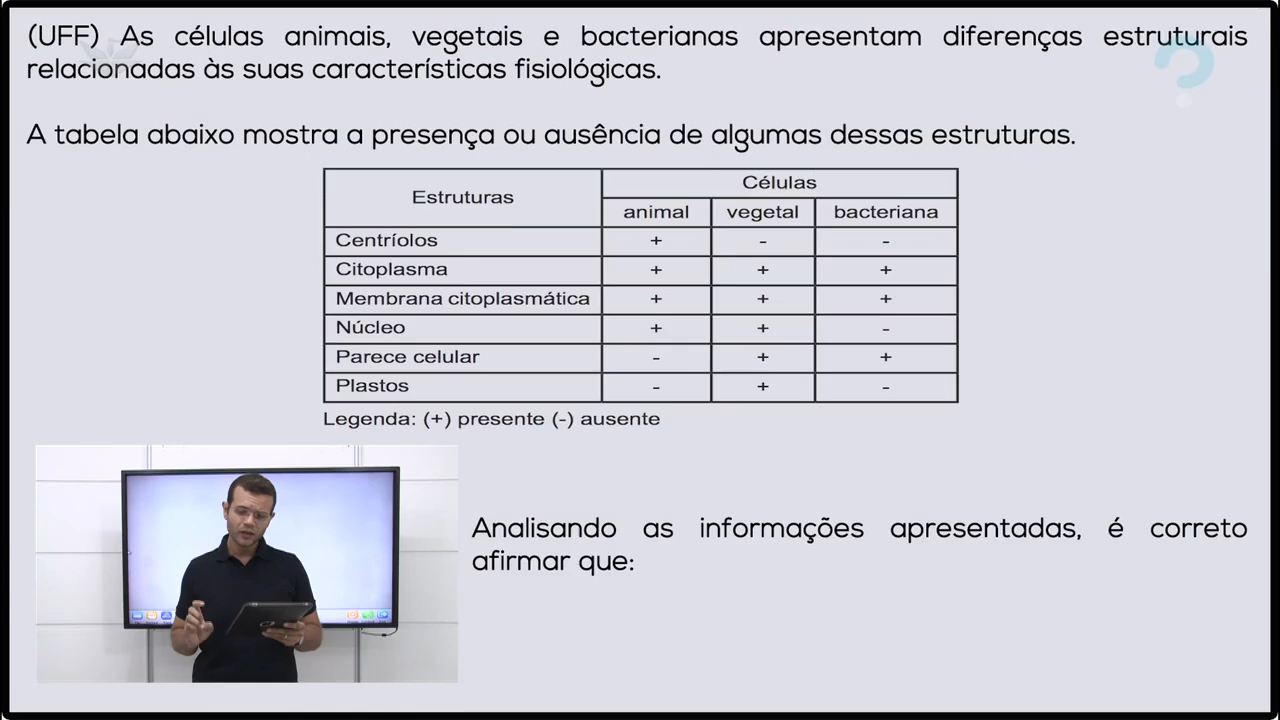 (UFF) As células animais, vegetais e bacterianas apresentam diferenças estruturais
relacionadas às suas características fisiológicas.
A tabela abaixo mostra a presença ou ausência de algumas dessas estruturas.
Estruturas
Células
animal vegetal bacteriana
Centríolos + - -
Citoplasma + + +
Membrana citoplasmática + + +
Núcleo + + -
Parece celular - + +
Plastos - + -
Legenda: (+) presente (-) ausente
Analisando as informações apresentadas, é correto
afirmar que: